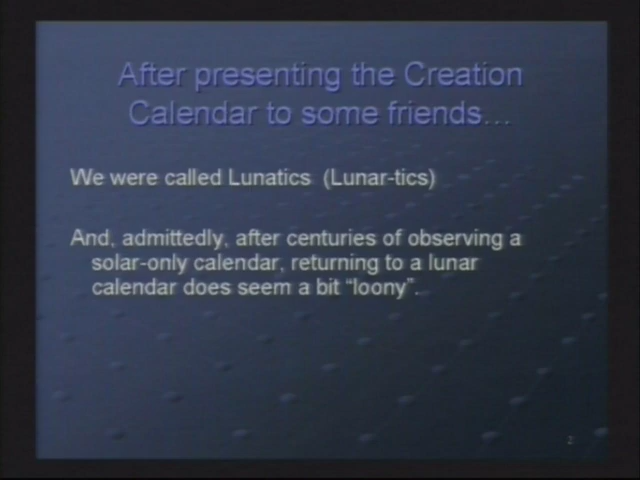 After presenting the Creation
Calendar to some friends…
We were called Lunatics (Lunar-tics)
And, admittedly, after centuries of observing a
solar-only calendar, returning to a lunar
calendar does seem a bit “loony”.
2